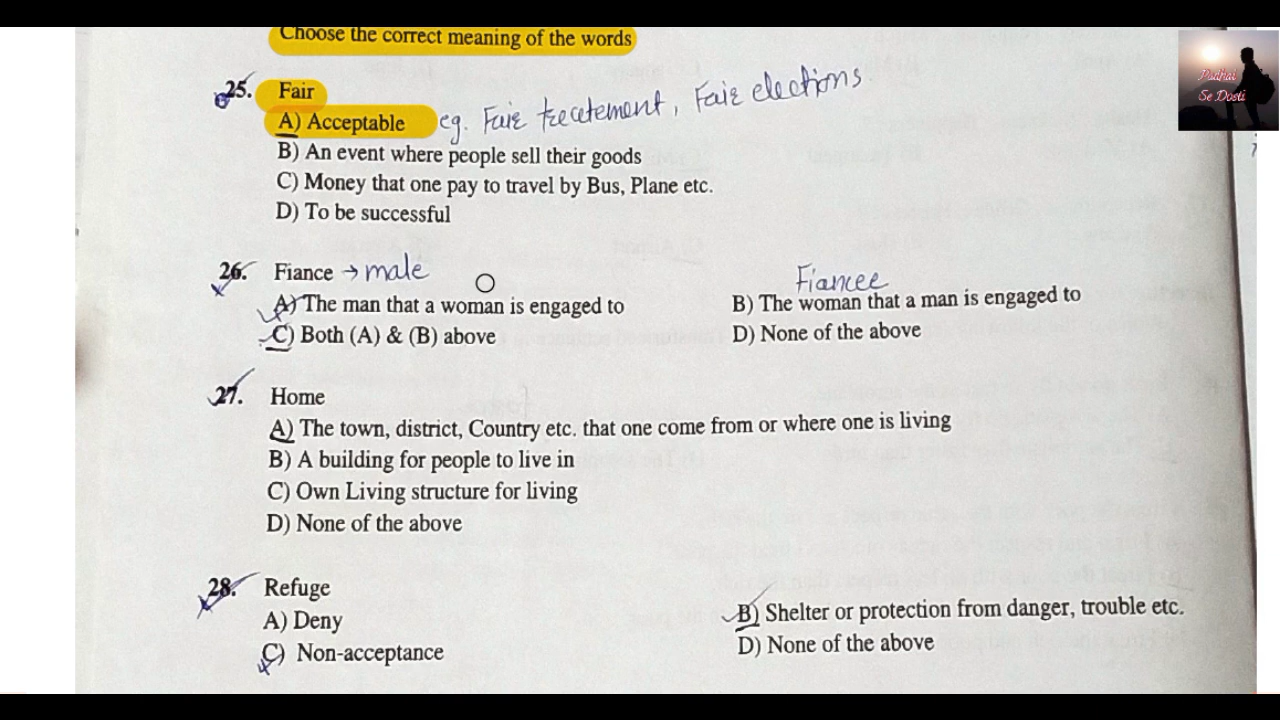 Choose the correct meaning of the words
Padhai
Se Dosti
25. Fair
A) Acceptable eg. Fair treatement, Fair elections
B) An event where people sell their goods
C) Money that one pay to travel by Bus, Plane etc.
D) To be successful
26. Fiance → male Fiancee
A) The man that a woman is engaged to B) The woman that a man is engaged to
C) Both (A) & (B) above D) None of the above
27. Home
A) The town, district, Country etc. that one come from or where one is living
B) A building for people to live in
C) Own Living structure for living
D) None of the above
28. Refuge
A) Deny B) Shelter or protection from danger, trouble etc.
C) Non-acceptance D) None of the above